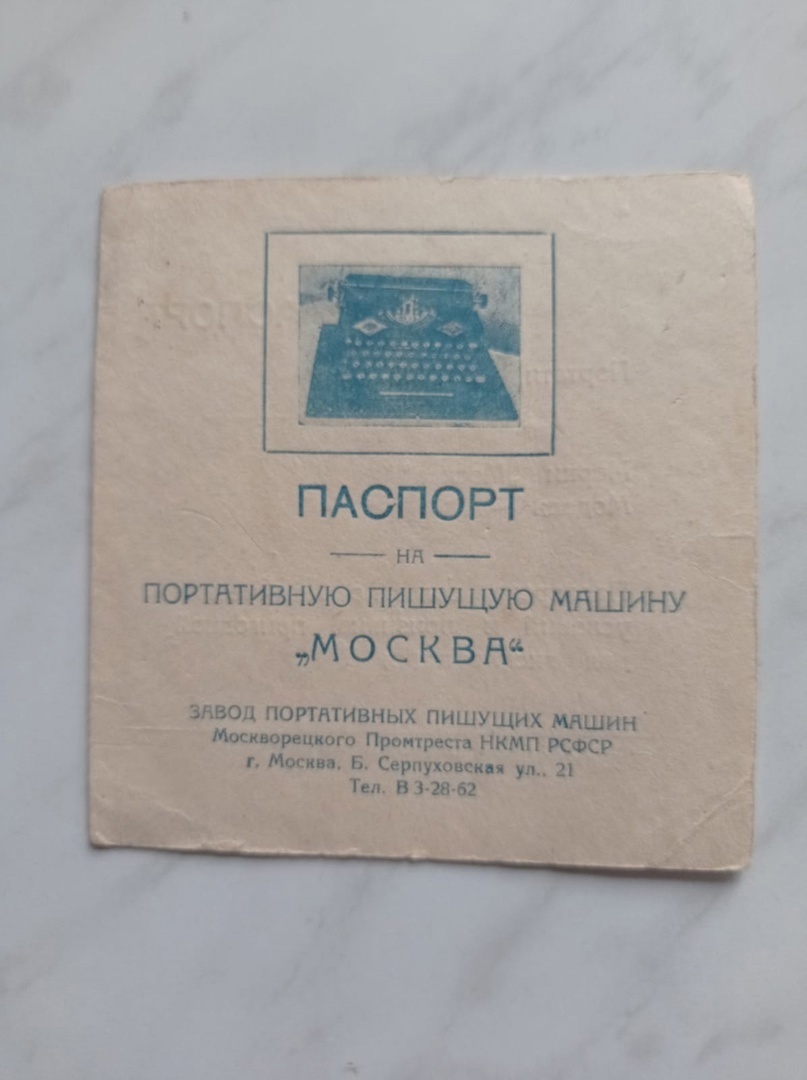 ПАСПОРТ
— НА —
ПОРТАТИВНУЮ ПИШУЩУЮ МАШИНУ
„МОСКВА“
ЗАВОД ПОРТАТИВНЫХ ПИШУЩИХ МАШИН
Москворецкого Промтреста НКМП РСФСР
г. Москва, Б. Серпуховская ул., 21
Тел. В 3-28-62